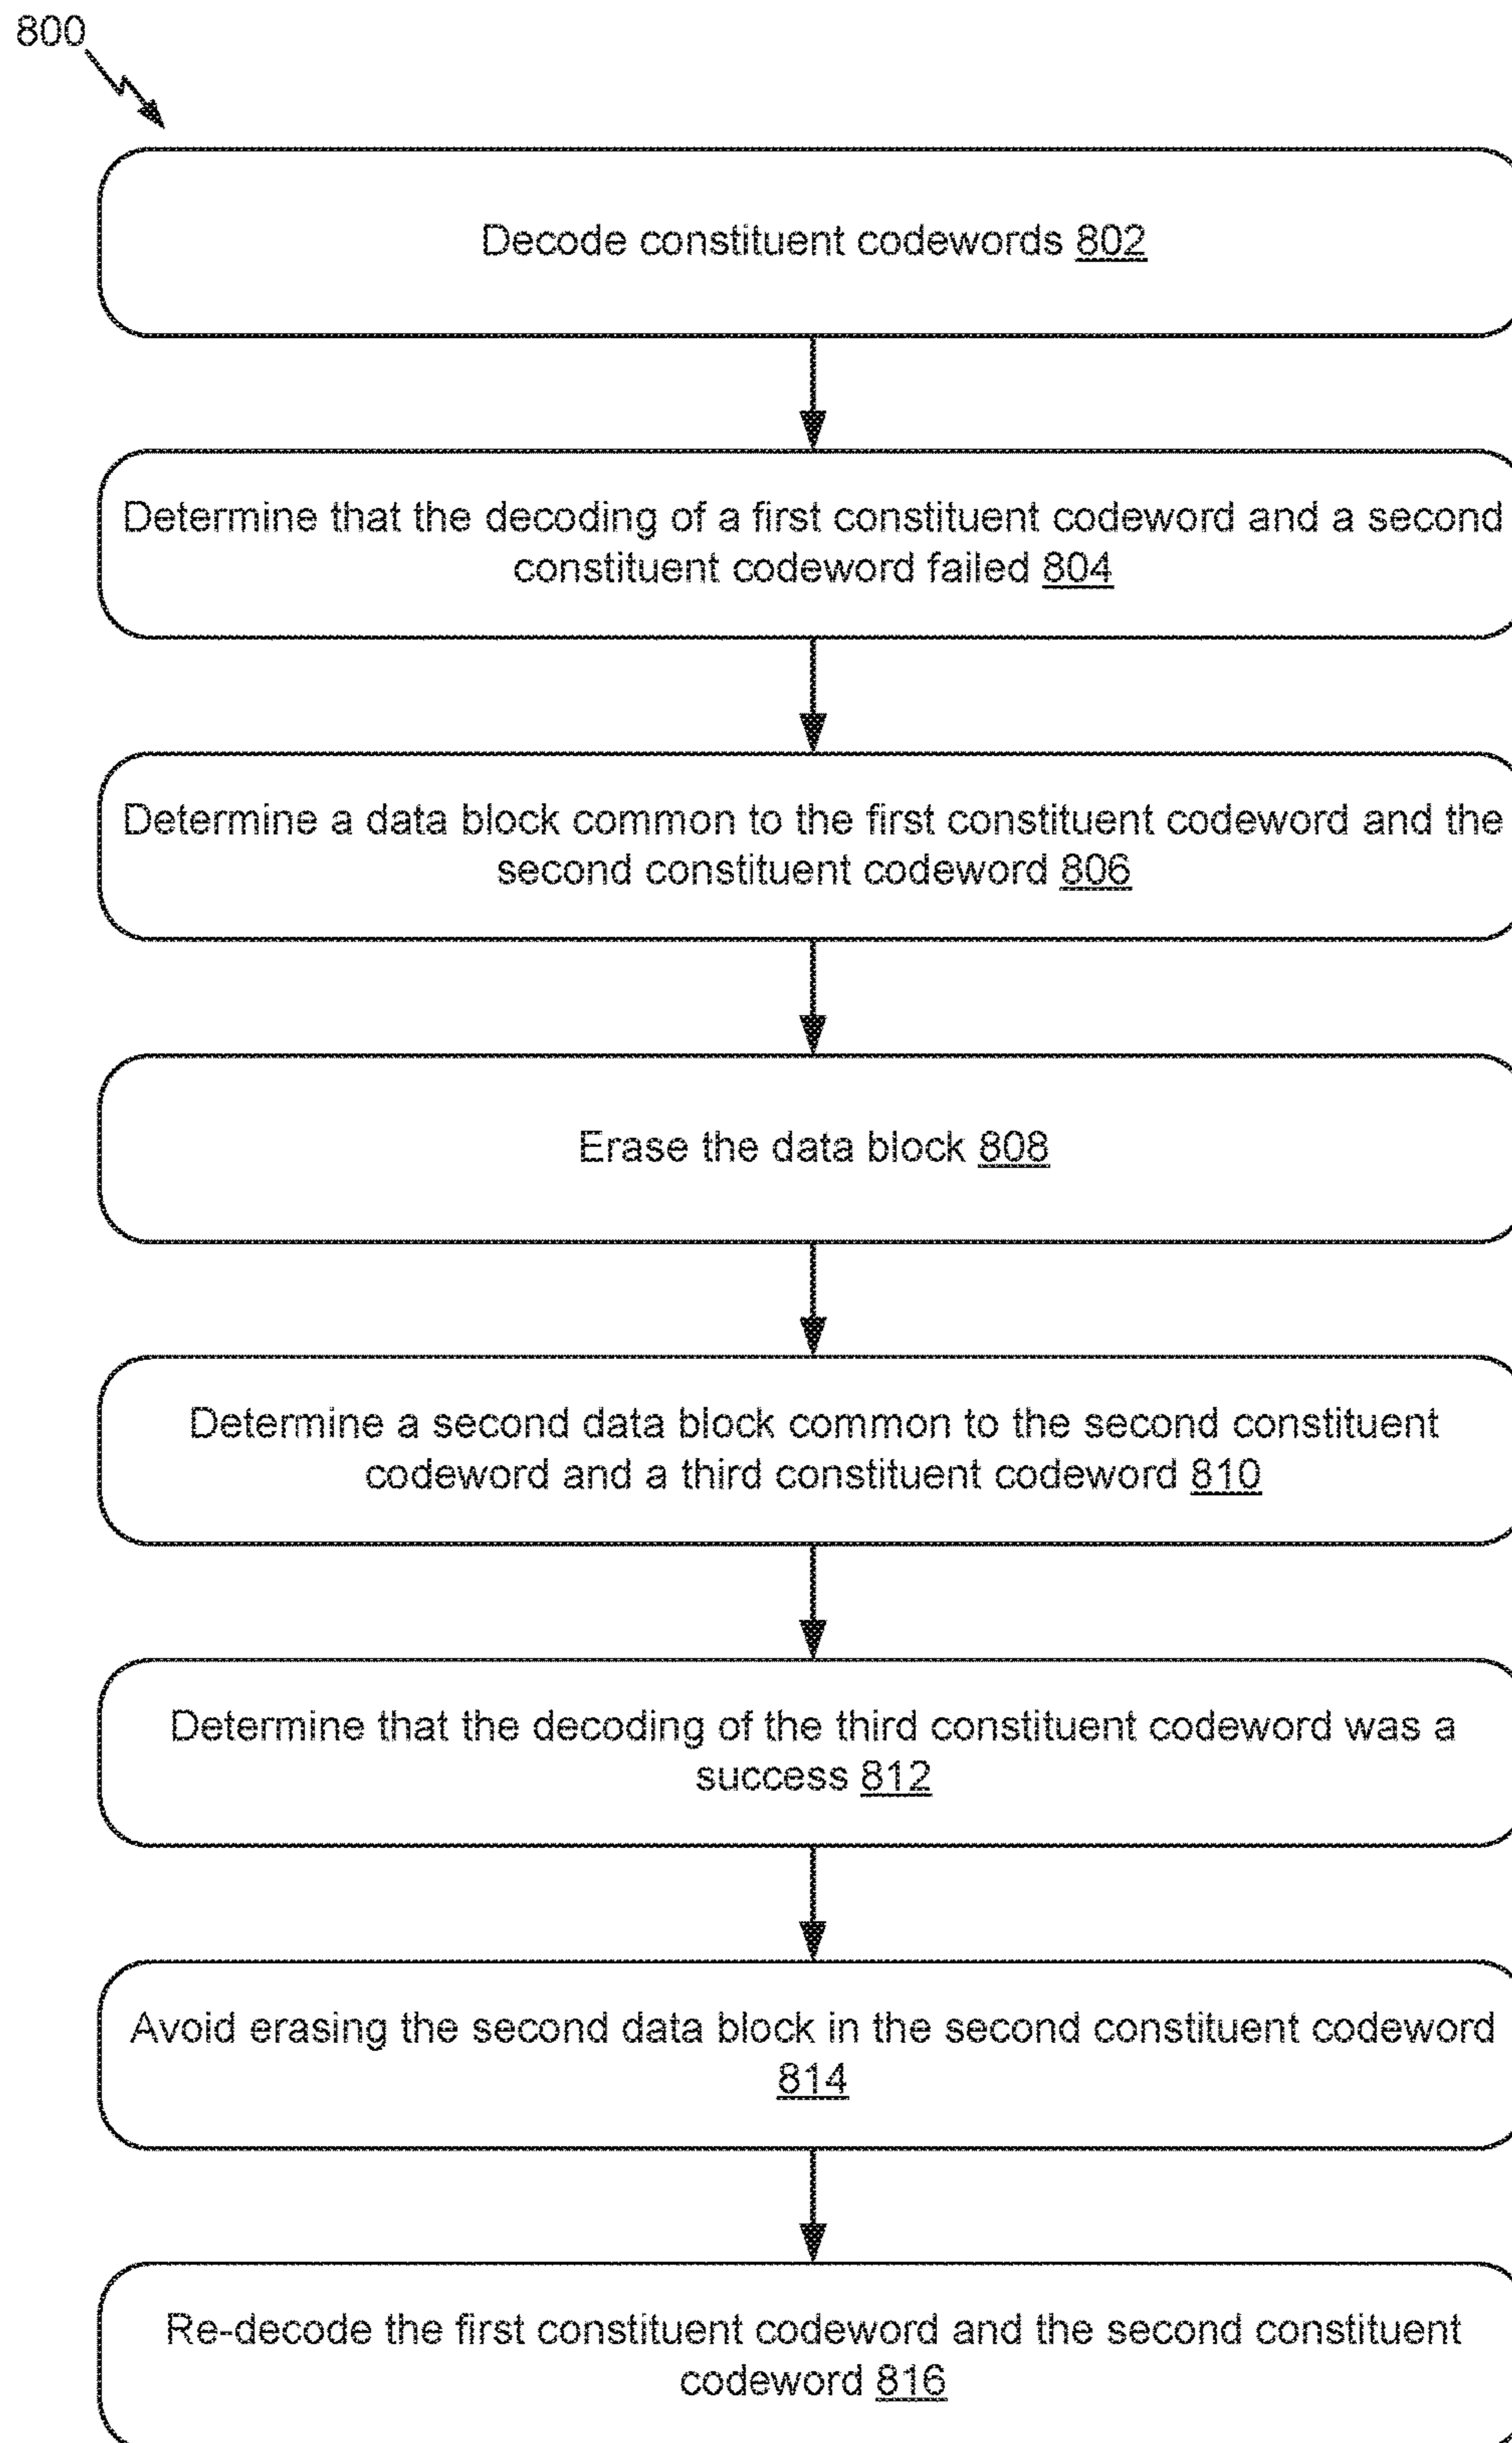 800
Decode constituent codewords 802
Determine that the decoding of a first constituent codeword and a second
constituent codeword failed 804
Determine a data block common to the first constituent codeword and the
second constituent codeword 806
Erase the data block 808
Determine a second data block common to the second constituent
codeword and a third constituent codeword 810
Determine that the decoding of the third constituent codeword was a
success 812
Avoid erasing the second data block in the second constituent codeword
814
Re-decode the first constituent codeword and the second constituent
codeword 816